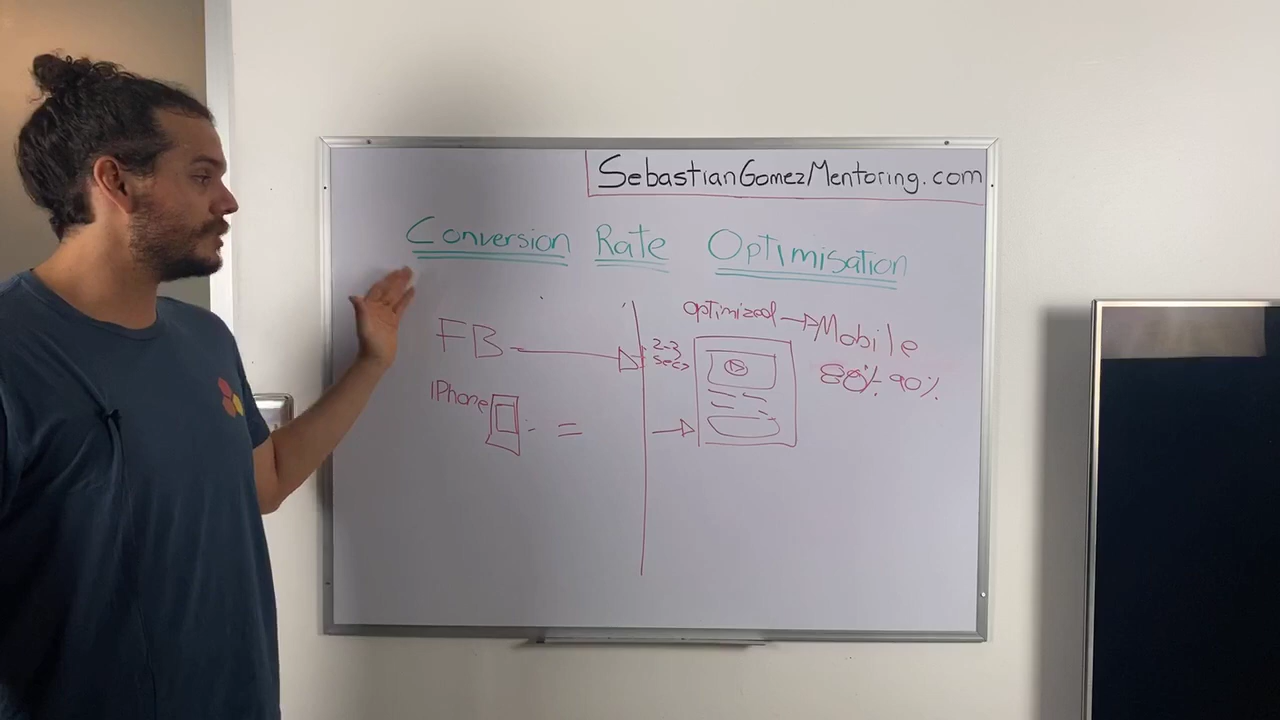 SebastianGomezMentoring.com
Conversion Rate Optimisation
optimized → Mobile
FB
2-3
secs
80% 90%
IPhone
=